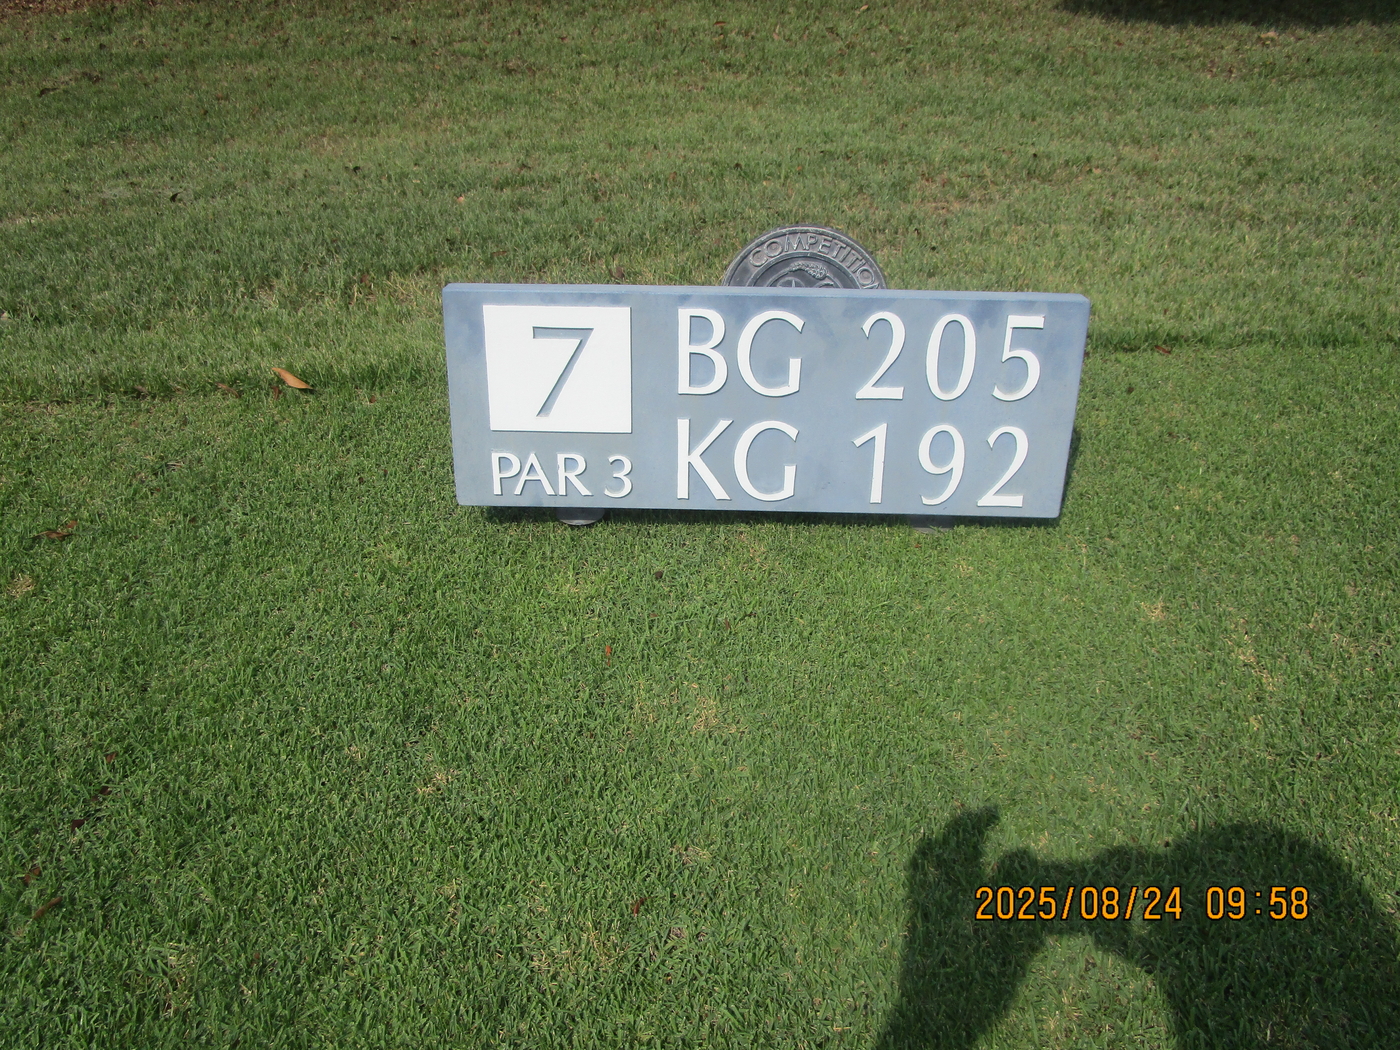 COMPETITION
7
PAR 3
BG 205
KG 192
2025/08/24 09:58